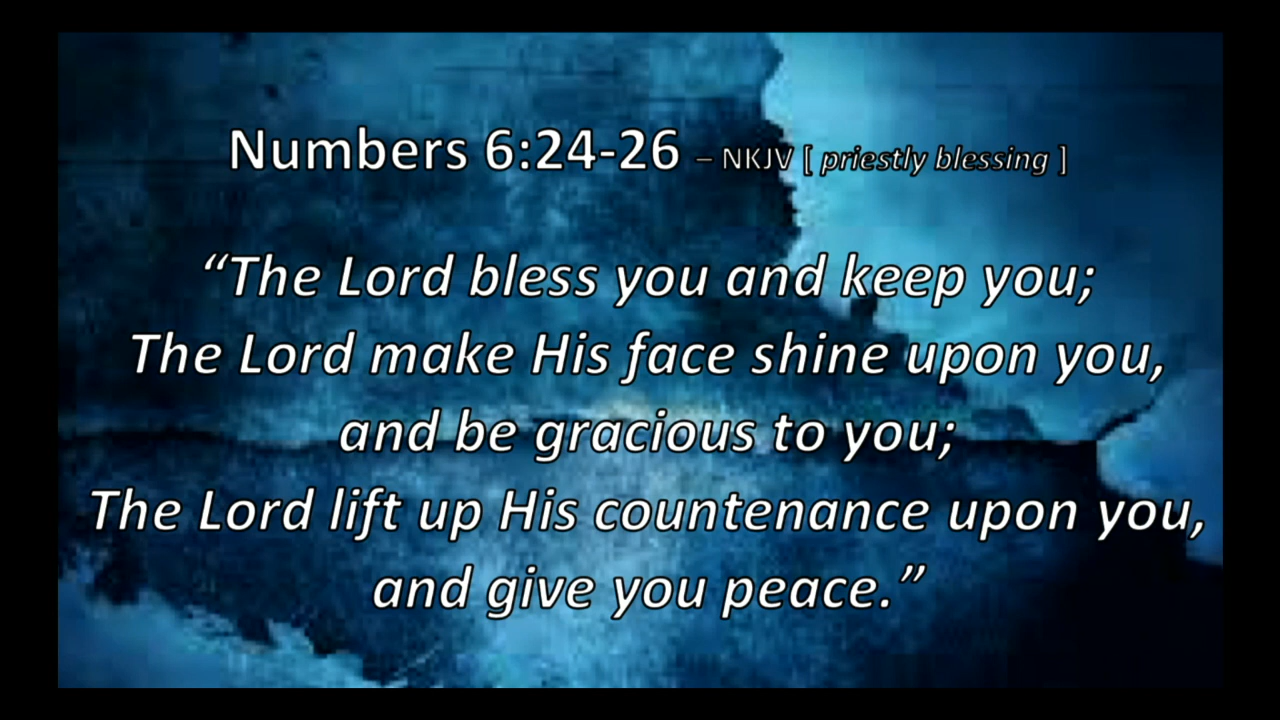 Numbers 6:24-26 – NKJV [ priestly blessing ]
“The Lord bless you and keep you;
The Lord make His face shine upon you,
and be gracious to you;
The Lord lift up His countenance upon you,
and give you peace.”